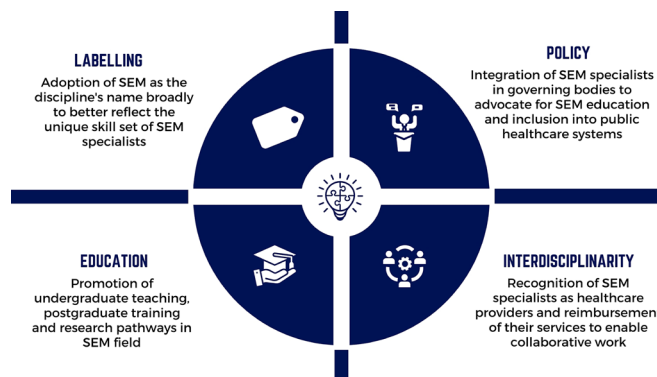 LABELLING
Adoption of SEM as the
discipline's name broadly
to better reflect the
unique skill set of SEM
specialists
POLICY
Integration of SEM specialists
in governing bodies to
advocate for SEM education
and inclusion into public
healthcare systems
EDUCATION
Promotion of
undergraduate teaching,
postgraduate training
and research pathways in
SEM field
INTERDISCIPLINARITY
Recognition of SEM
specialists as healthcare
providers and reimbursemen
of their services to enable
collaborative work